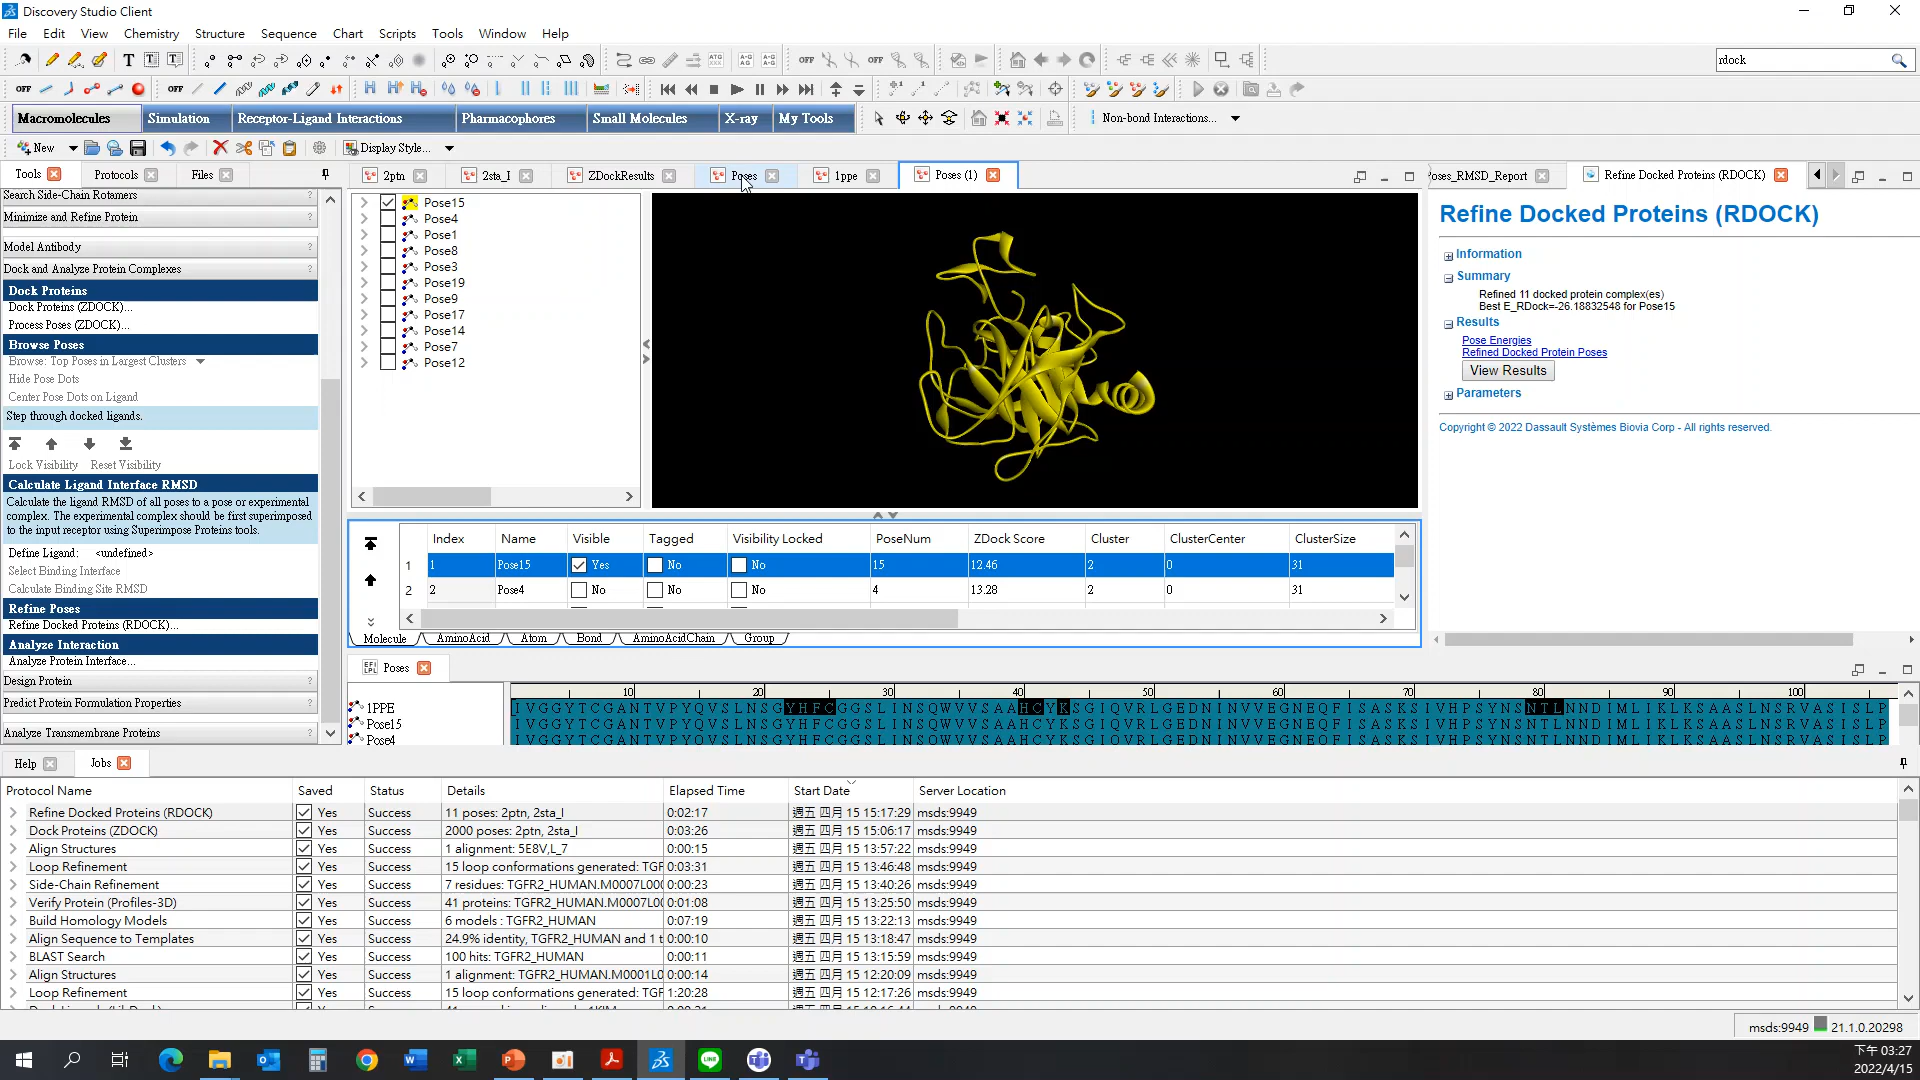 Discovery Studio Client
File Edit View Chemistry Structure Sequence Chart Scripts Tools Window Help
rdock
Macromolecules Simulation Receptor-Ligand Interactions Pharmacophores Small Molecules X-ray My Tools
Non-bond Interactions...
New Display Style...
Tools Protocols Files
2ptn 2sta_I ZDockResults Poses 1ppe Poses (1)
oses_RMSD_Report Refine Docked Proteins (RDOCK)
Search Side-Chain Rotamers
Minimize and Refine Protein
Model Antibody
Dock and Analyze Protein Complexes
Dock Proteins
Dock Proteins (ZDOCK)...
Process Poses (ZDOCK)...
Browse Poses
Browse: Top Poses in Largest Clusters
Hide Pose Dots
Center Pose Dots on Ligand
Step through docked ligands.
Lock Visibility Reset Visibility
Calculate Ligand Interface RMSD
Calculate the ligand RMSD of all poses to a pose or experimental
complex. The experimental complex should be first superimposed
to the input receptor using Superimpose Proteins tools.
Define Ligand: <undefined>
Select Binding Interface
Calculate Binding Site RMSD
Refine Poses
Refine Docked Proteins (RDOCK)...
Analyze Interaction
Analyze Protein Interface...
Design Protein
Predict Protein Formulation Properties
Analyze Transmembrane Proteins
Pose15
Pose4
Pose1
Pose8
Pose3
Pose19
Pose9
Pose17
Pose14
Pose7
Pose12
Refine Docked Proteins (RDOCK)
Information
Summary
Refined 11 docked protein complex(es)
Best E_RDock=-26.18832548 for Pose15
Results
Pose Energies
Refined Docked Protein Poses
View Results
Parameters
Copyright © 2022 Dassault Systèmes Biovia Corp - All rights reserved.
Index Name Visible Tagged Visibility Locked PoseNum ZDock Score Cluster ClusterCenter ClusterSize
1 1 Pose15 Yes No No 15 12.46 2 0 31
2 2 Pose4 No No No 4 13.28 2 0 31
Molecule AminoAcid Atom Bond AminoAcidChain Group
Poses
10 20 30 40 50 60 70 80 90 100
1PPE IVGGYTCGANTVPYQVSLNSGYHFCGGSLINSQWVVSAAHCYKSGIQVRLGEDNINVVEGNEQFISASKSIVHPSYNSNTLNNDIMLIKLKSAASLNSRVASISLP
Pose15 IVGGYTCGANTVPYQVSLNSGYHFCGGSLINSQWVVSAAHCYKSGIQVRLGEDNINVVEGNEQFISASKSIVHPSYNSNTLNNDIMLIKLKSAASLNSRVASISLP
Pose4 IVGGYTCGANTVPYQVSLNSGYHFCGGSLINSQWVVSAAHCYKSGIQVRLGEDNINVVEGNEQFISASKSIVHPSYNSNTLNNDIMLIKLKSAASLNSRVASISLP
Help Jobs
Protocol Name Saved Status Details Elapsed Time Start Date Server Location
Refine Docked Proteins (RDOCK) Yes Success 11 poses: 2ptn, 2sta_I 0:02:17 週五 四月 15 15:17:29 msds:9949
Dock Proteins (ZDOCK) Yes Success 2000 poses: 2ptn, 2sta_I 0:03:26 週五 四月 15 15:06:17 msds:9949
Align Structures Yes Success 1 alignment: 5E8V,L_7 0:00:15 週五 四月 15 13:57:22 msds:9949
Loop Refinement Yes Success 15 loop conformations generated: TGF 0:03:31 週五 四月 15 13:46:48 msds:9949
Side-Chain Refinement Yes Success 7 residues: TGFR2_HUMAN.M0007L000 0:00:23 週五 四月 15 13:40:26 msds:9949
Verify Protein (Profiles-3D) Yes Success 41 proteins: TGFR2_HUMAN.M0007L00 0:01:08 週五 四月 15 13:25:50 msds:9949
Build Homology Models Yes Success 6 models : TGFR2_HUMAN 0:07:19 週五 四月 15 13:22:13 msds:9949
Align Sequence to Templates Yes Success 24.9% identity, TGFR2_HUMAN and 1 t 0:00:10 週五 四月 15 13:18:47 msds:9949
BLAST Search Yes Success 100 hits: TGFR2_HUMAN 0:00:11 週五 四月 15 13:15:59 msds:9949
Align Structures Yes Success 1 alignment: TGFR2_HUMAN.M0001L0 0:00:14 週五 四月 15 12:20:09 msds:9949
Loop Refinement Yes Success 15 loop conformations generated: TGF 1:20:28 週五 四月 15 12:17:26 msds:9949
msds:9949 21.1.0.20298
下午 03:27
2022/4/15